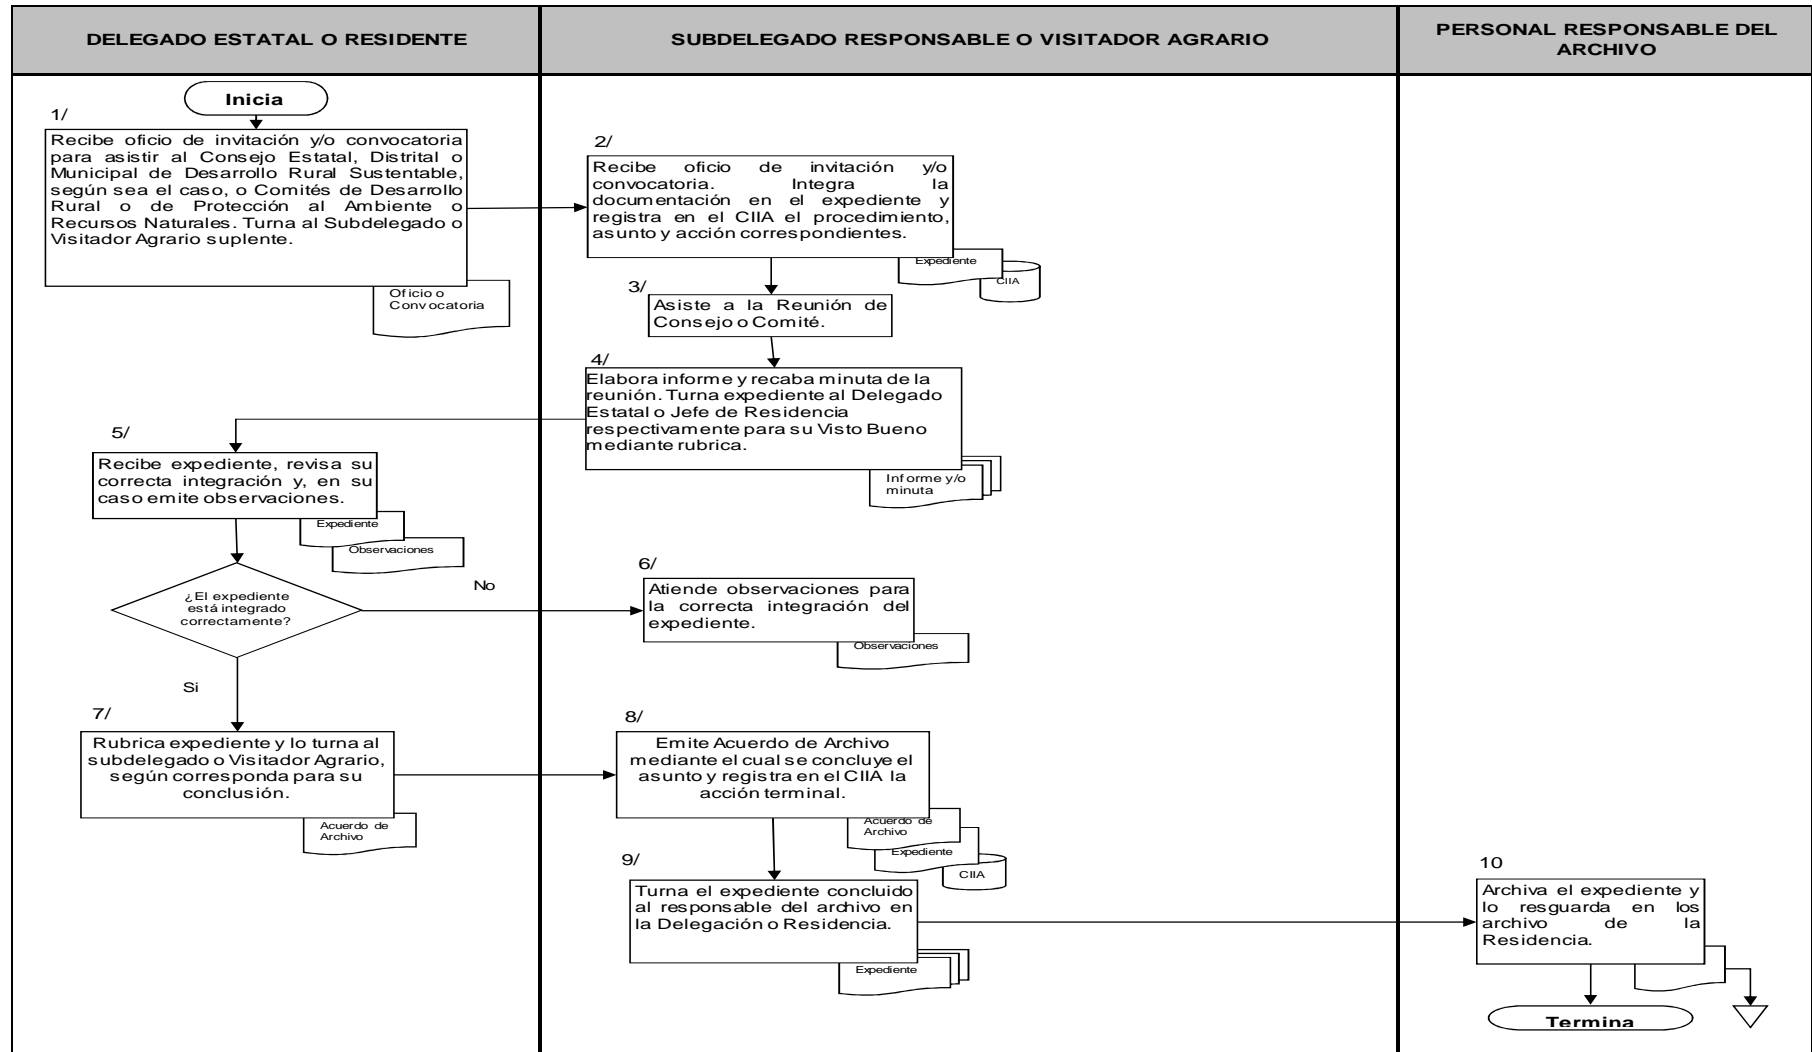 DELEGADO ESTATAL O RESIDENTE
SUBDELEGADO RESPONSABLE O VISITADOR AGRARIO
PERSONAL RESPONSABLE DEL
ARCHIVO
Inicia
1/
Recibe oficio de invitación y/o convocatoria
para asistir al Consejo Estatal, Distrital o
Municipal de Desarrollo Rural Sustentable,
según sea el caso, o Comités de Desarrollo
Rural o de Protección al Ambiente o
Recursos Naturales. Turna al Subdelegado o
Visitador Agrario suplente.
Oficio o
Convocatoria
2/
Recibe oficio de invitación y/o
convocatoria. Integra la
documentación en el expediente y
registra en el CIIA el procedimiento,
asunto y acción correspondientes.
Expediente
CIIA
3/
Asiste a la Reunión de
Consejo o Comité.
4/
Elabora informe y recaba minuta de la
reunión. Turna expediente al Delegado
Estatal o Jefe de Residencia
respectivamente para su Visto Bueno
mediante rubrica.
Informe y/o
minuta
5/
Recibe expediente, revisa su
correcta integración y, en su
caso emite observaciones.
Expediente
Observaciones
¿El expediente
está integrado
correctamente?
No
6/
Atiende observaciones para
la correcta integración del
expediente.
Observaciones
Si
7/
Rubrica expediente y lo turna al
subdelegado o Visitador Agrario,
según corresponda para su
conclusión.
Acuerdo de
Archivo
8/
Emite Acuerdo de Archivo
mediante el cual se concluye el
asunto y registra en el CIIA la
acción terminal.
Acuerdo de
Archivo
Expediente
CIIA
9/
Turna el expediente concluido
al responsable del archivo en
la Delegación o Residencia.
Expediente
10
Archiva el expediente y
lo resguarda en los
archivo de la
Residencia.
Termina